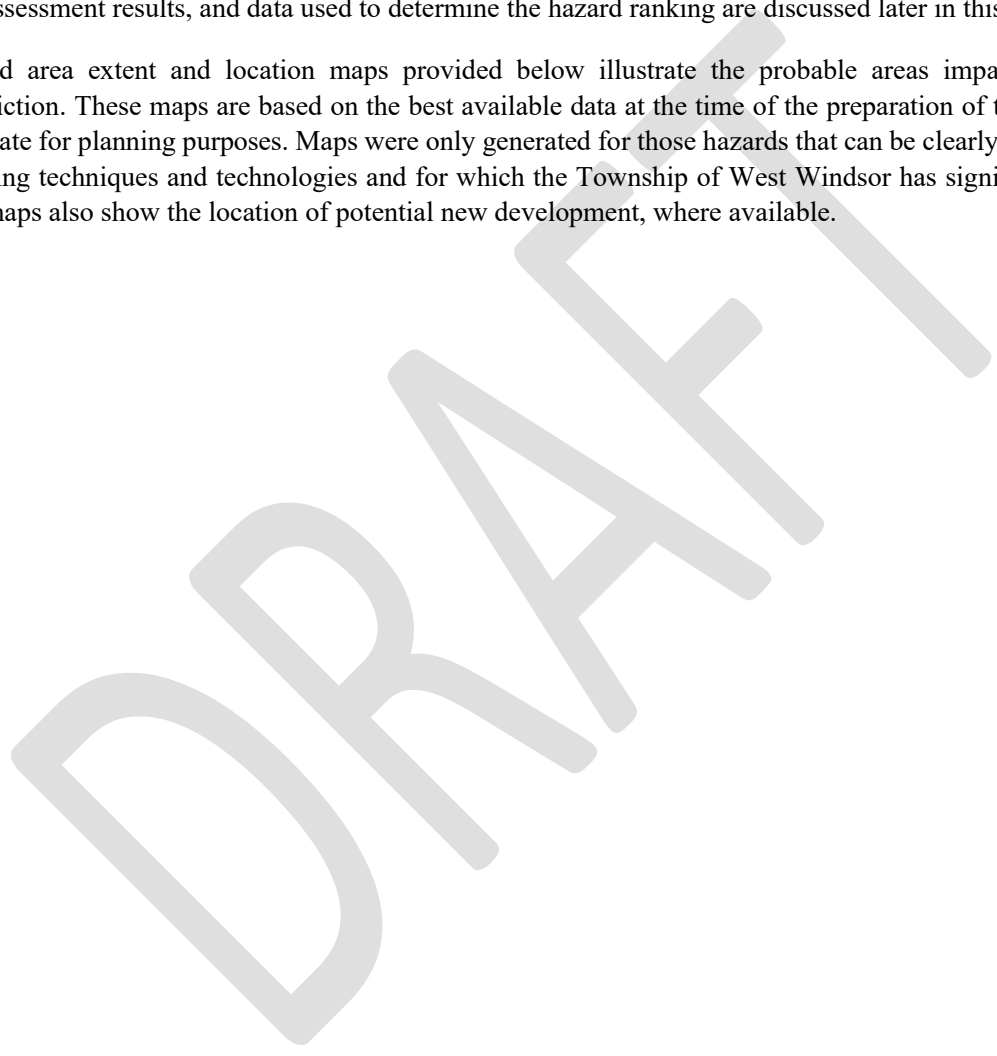 ssessment results, and data used to determine the hazard ranking are discussed later in this
d area extent and location maps provided below illustrate the probable areas impa
iction. These maps are based on the best available data at the time of the preparation of t
ate for planning purposes. Maps were only generated for those hazards that can be clearly
ing techniques and technologies and for which the Township of West Windsor has signi
maps also show the location of potential new development, where available.
DRAFT